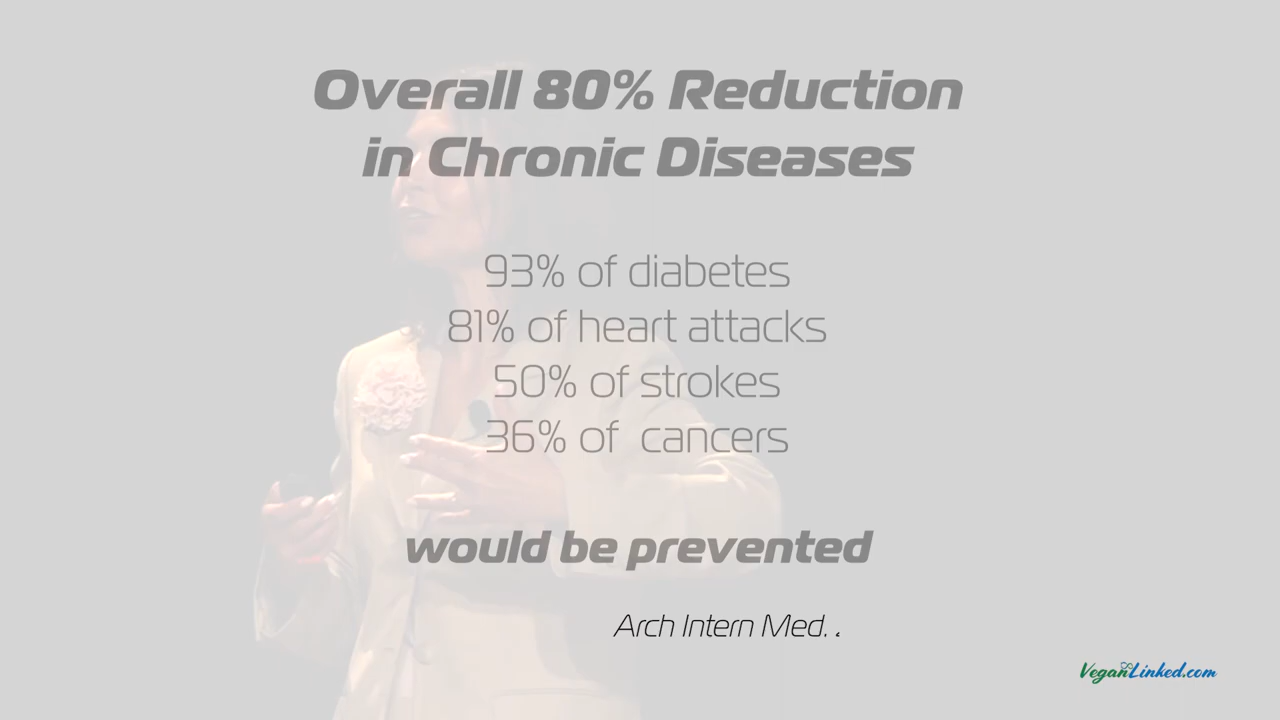 Overall 80% Reduction
in Chronic Diseases
93% of diabetes
81% of heart attacks
50% of strokes
36% of cancers
would be prevented
Arch Intern Med.
VeganLinked.com